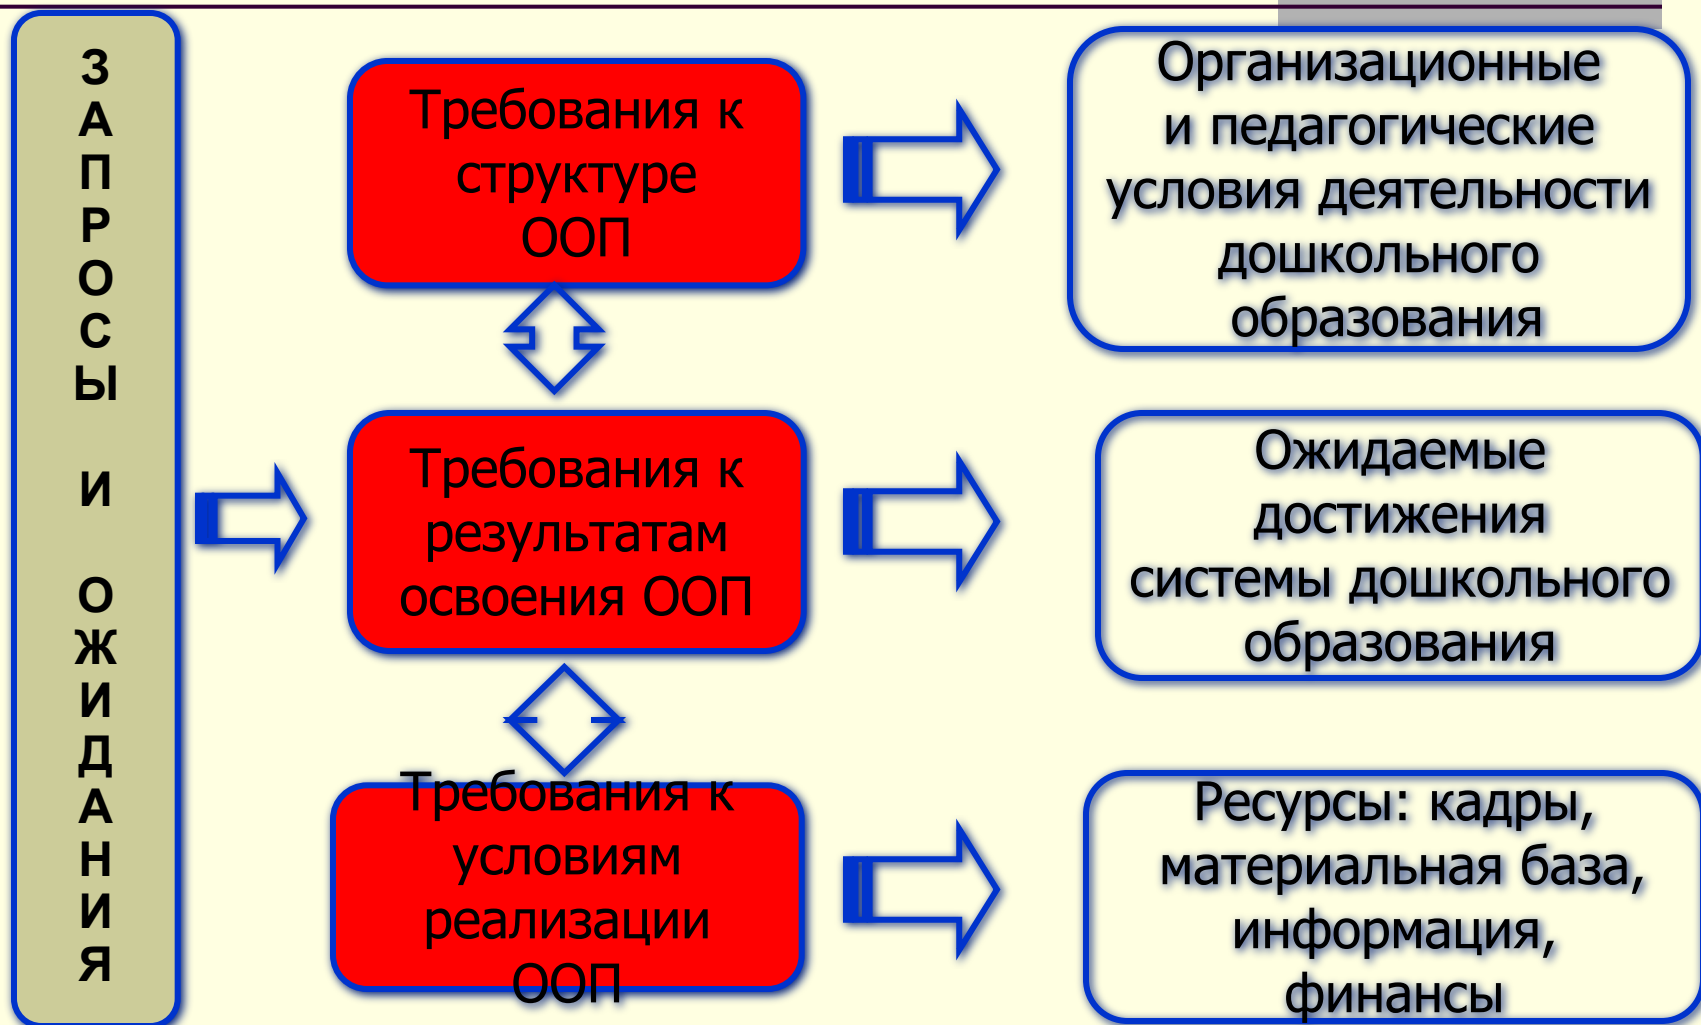 З
А
П
Р
О
С
Ы
И
О
Ж
И
Д
А
Н
И
Я
Требования к
структуре
ООП
Организационные
и педагогические
условия деятельности
дошкольного
образования
Требования к
результатам
освоения ООП
Ожидаемые
достижения
системы дошкольного
образования
Требования к
условиям
реализации
ООП
Ресурсы: кадры,
материальная база,
информация,
финансы